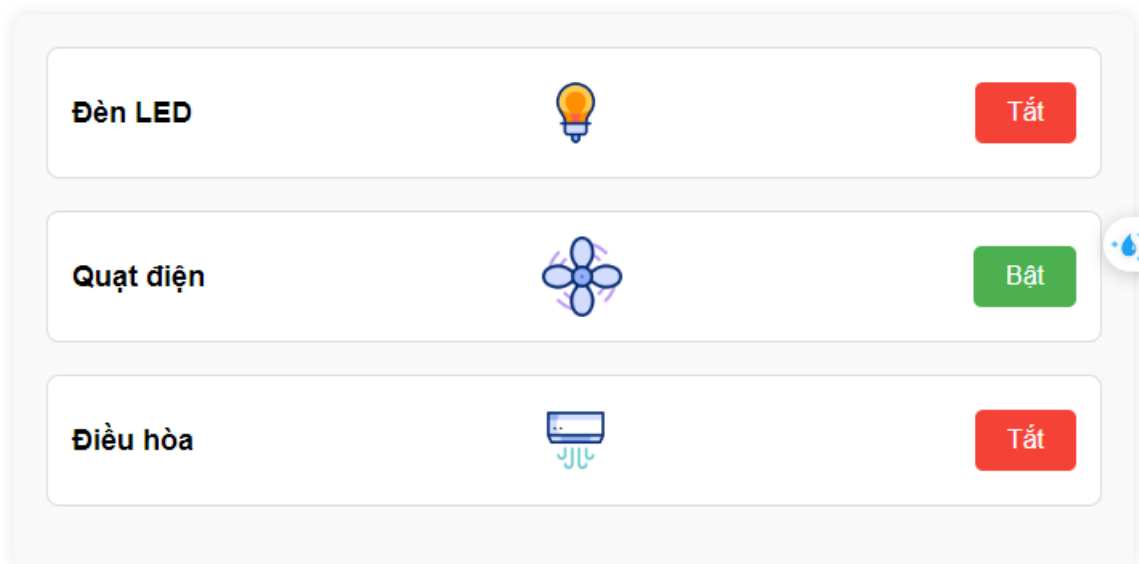 Đèn LED
Tắt
Quạt điện
Bật
Điều hòa
Tắt